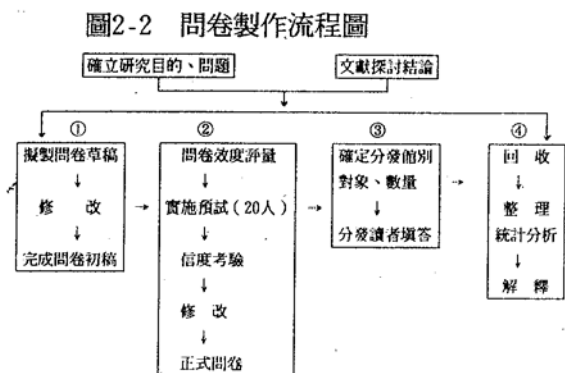 圖2-2 問卷製作流程圖
確立研究目的、問題
文獻探討結論
①
擬製問卷草稿
↓
修 改
↓
完成問卷初稿
→
②
問卷效度評量
↓
實施預試(20人)
↓
信度考驗
↓
修 改
↓
正式問卷
→
③
確定分發館別
對象、數量
↓
分發讀者填答
→
④
回 收
↓
整 理
統計分析
↓
解 釋